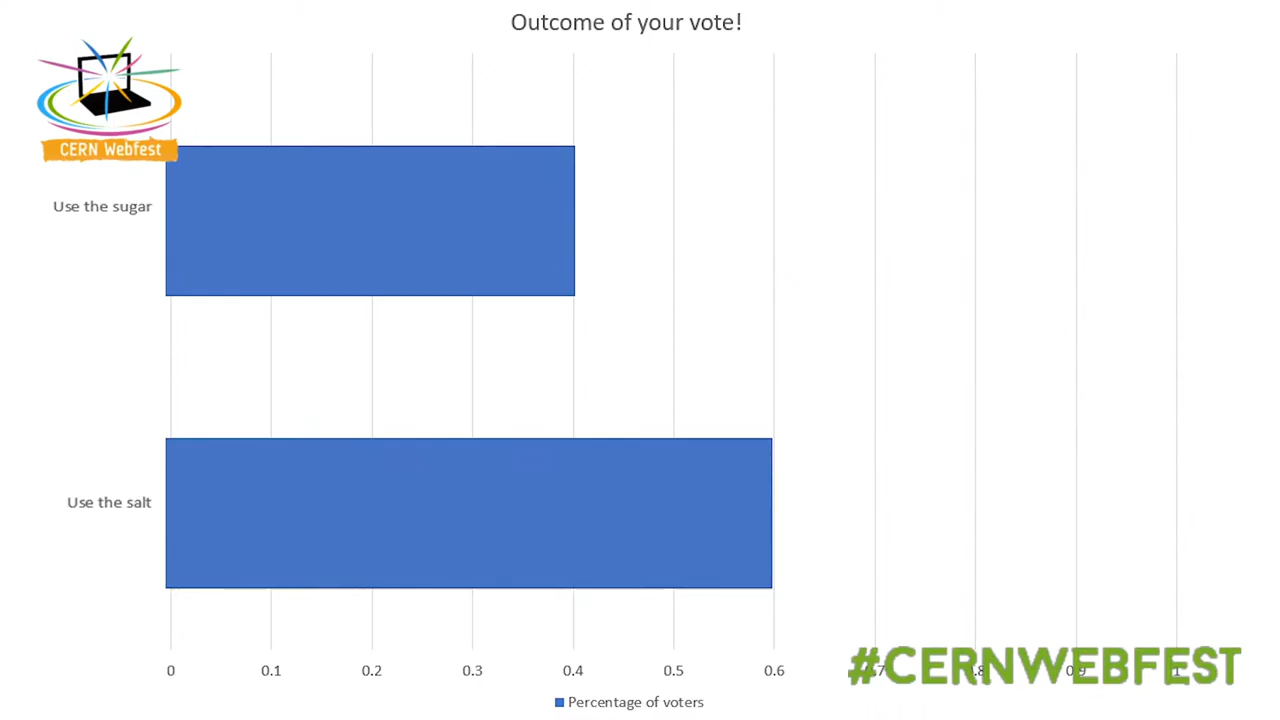 Outcome of your vote!
CERN Webfest
Use the sugar
Use the salt
0 0.1 0.2 0.3 0.4 0.5 0.6
#CERNWEBFEST
Percentage of voters